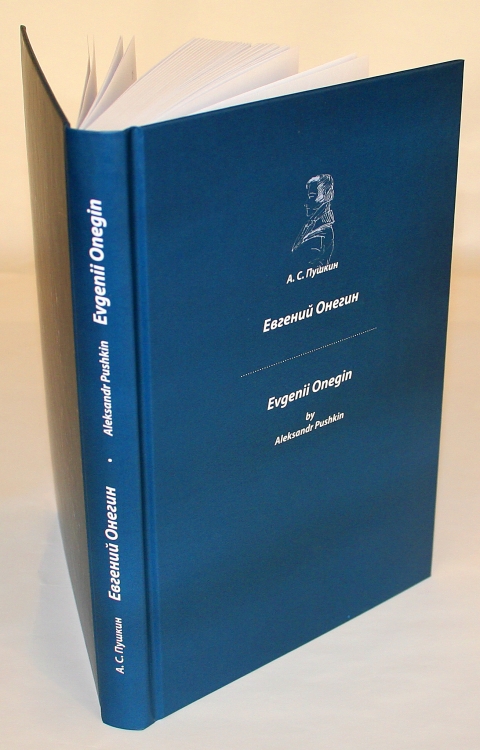 А. С. Пушкин
Евгений Онегин
Evgenii Onegin
by
Aleksandr Pushkin
А. С. Пушкин Евгений Онегин • Aleksandr Pushkin Evgenii Onegin